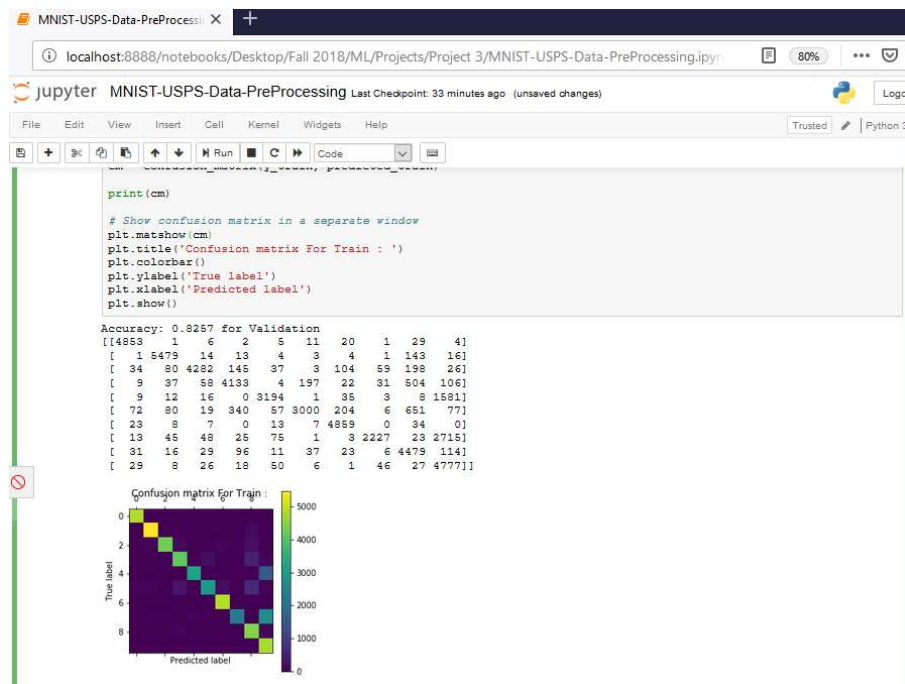 MNIST-USPS-Data-PreProcessi
localhost:8888/notebooks/Desktop/Fall 2018/ML/Projects/Project 3/MNIST-USPS-Data-PreProcessing.ipyn 80%
jupyter MNIST-USPS-Data-PreProcessing Last Checkpoint: 33 minutes ago (unsaved changes) Logo
File Edit View Insert Cell Kernel Widgets Help Trusted Python 3
Run Code
print(cm)
# Show confusion matrix in a separate window
plt.matshow(cm)
plt.title('Confusion matrix For Train : ')
plt.colorbar()
plt.ylabel('True label')
plt.xlabel('Predicted label')
plt.show()
Accuracy: 0.8257 for Validation
[[4853 1 6 2 5 11 20 1 29 4]
[ 1 5479 14 13 4 3 4 1 143 16]
[ 34 80 4282 145 37 3 104 59 198 26]
[ 9 37 58 4133 4 197 22 31 504 106]
[ 9 12 16 0 3194 1 35 3 8 1581]
[ 72 80 19 340 57 3000 204 6 651 77]
[ 23 8 7 0 13 7 4859 0 34 0]
[ 13 45 48 25 75 1 3 2227 23 2715]
[ 31 16 29 96 11 37 23 6 4479 114]
[ 29 8 26 18 50 6 1 46 27 4777]]
Confusion matrix For Train :
0 2 4 6 8
0
2
4
6
8
True label
Predicted label
5000
4000
3000
2000
1000
0